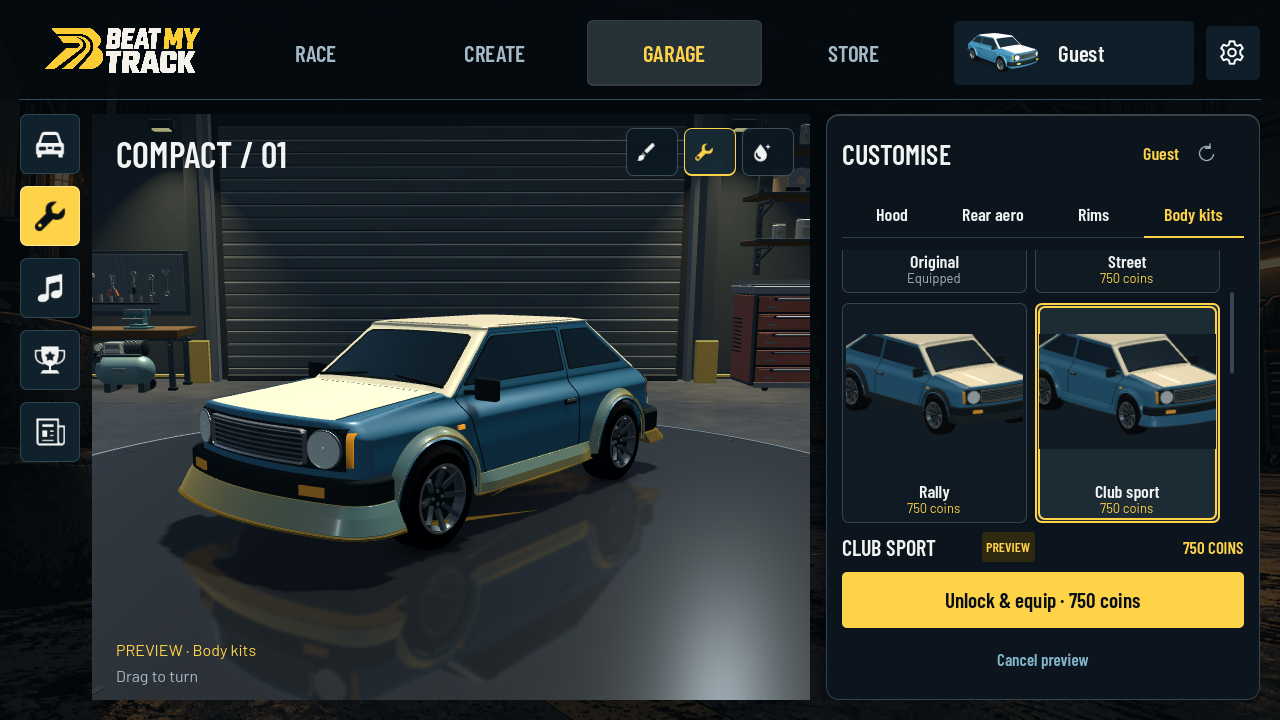 BEAT MY
TRACK
RACE
CREATE
GARAGE
STORE
Guest
COMPACT / 01
CUSTOMISE
Guest
Hood
Rear aero
Rims
Body kits
Original
Equipped
Street
750 coins
Rally
750 coins
Club sport
750 coins
CLUB SPORT
PREVIEW
750 COINS
Unlock & equip · 750 coins
Cancel preview
PREVIEW · Body kits
Drag to turn